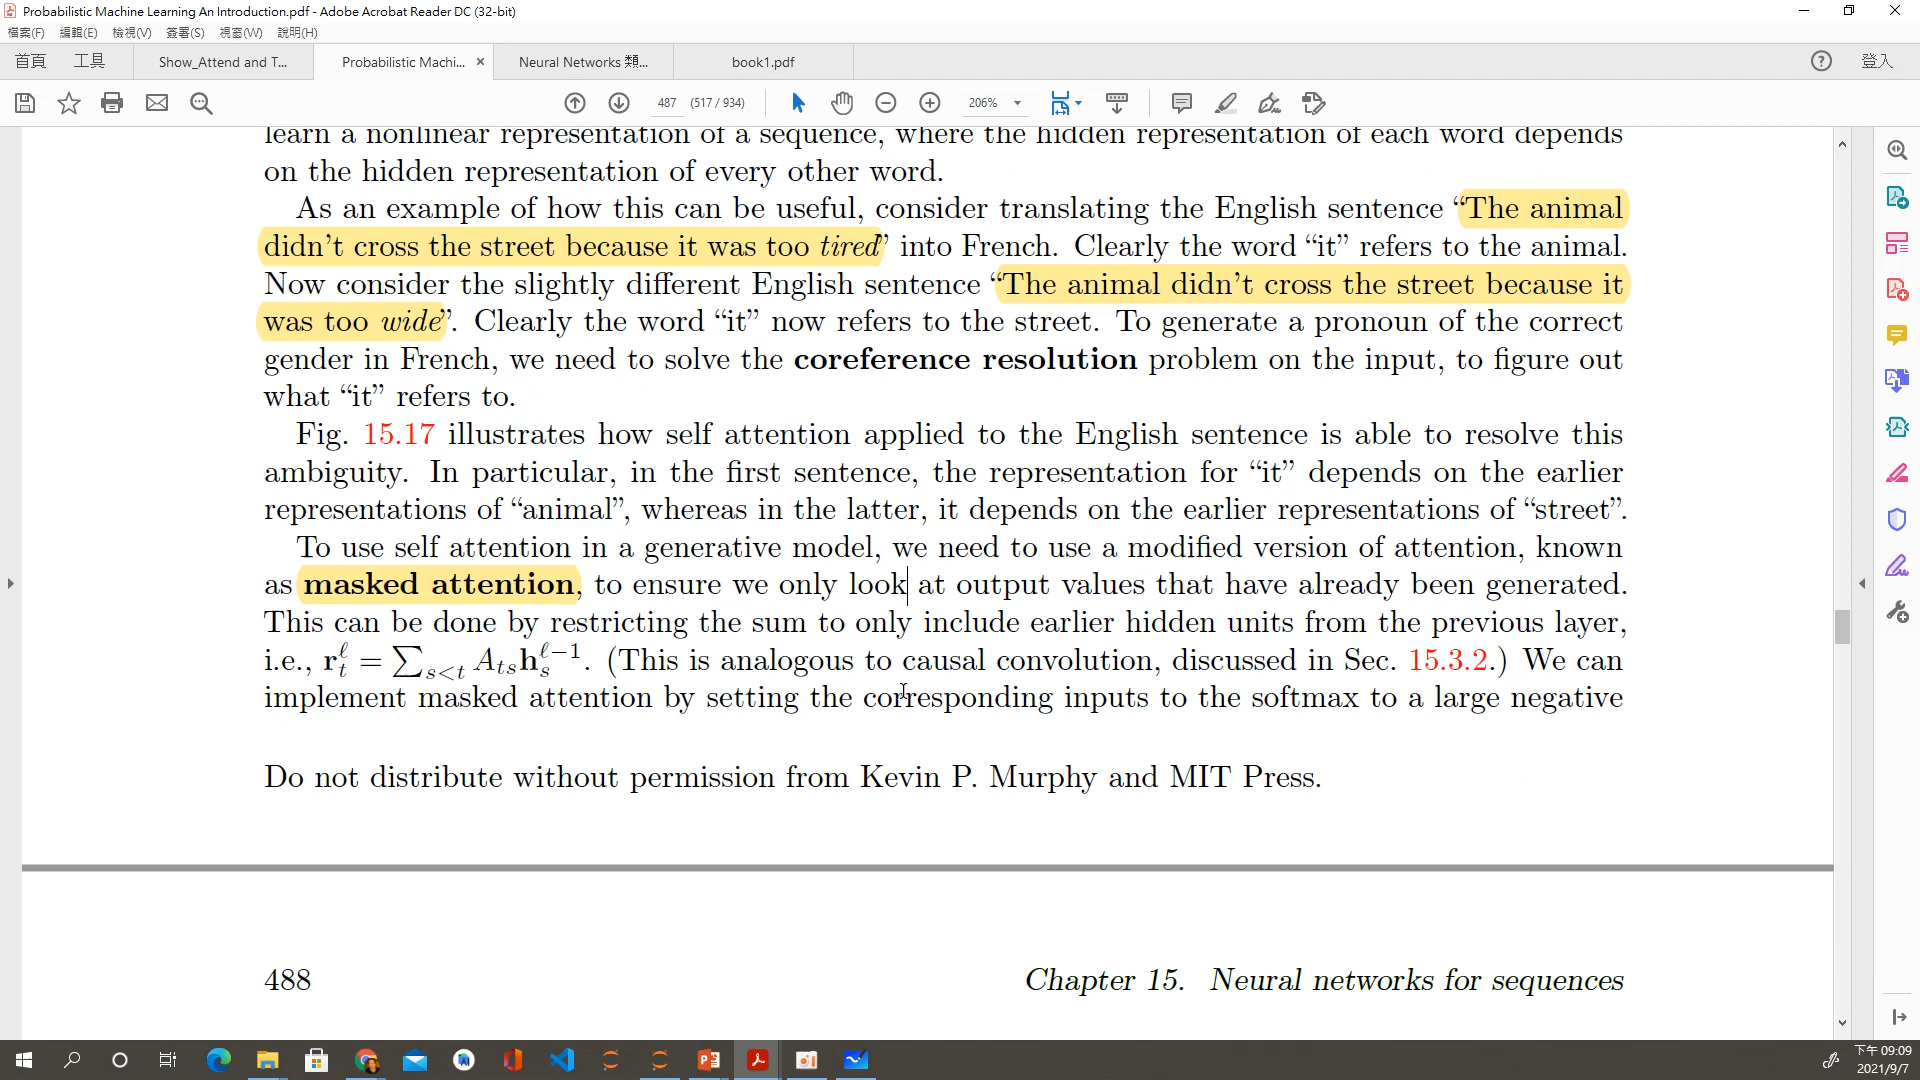 Probabilistic Machine Learning An Introduction.pdf - Adobe Acrobat Reader DC (32-bit)
檔案(F) 編輯(E) 檢視(V) 簽署(S) 視窗(W) 說明(H)
首頁 工具 Show_Attend and T... Probabilistic Machi... × Neural Networks 類... book1.pdf 登入
487 (517 / 934) 206%
learn a nonlinear representation of a sequence, where the hidden representation of each word depends
on the hidden representation of every other word.
As an example of how this can be useful, consider translating the English sentence “The animal
didn’t cross the street because it was too tired” into French. Clearly the word “it” refers to the animal.
Now consider the slightly different English sentence “The animal didn’t cross the street because it
was too wide”. Clearly the word “it” now refers to the street. To generate a pronoun of the correct
gender in French, we need to solve the coreference resolution problem on the input, to figure out
what “it” refers to.
Fig. 15.17 illustrates how self attention applied to the English sentence is able to resolve this
ambiguity. In particular, in the first sentence, the representation for “it” depends on the earlier
representations of “animal”, whereas in the latter, it depends on the earlier representations of “street”.
To use self attention in a generative model, we need to use a modified version of attention, known
as masked attention, to ensure we only look at output values that have already been generated.
This can be done by restricting the sum to only include earlier hidden units from the previous layer,
i.e., r_t^ℓ = ∑_{s<t} A_{ts} h_s^{ℓ−1}. (This is analogous to causal convolution, discussed in Sec. 15.3.2.) We can
implement masked attention by setting the corresponding inputs to the softmax to a large negative
Do not distribute without permission from Kevin P. Murphy and MIT Press.
488 Chapter 15. Neural networks for sequences
下午 09:09
2021/9/7